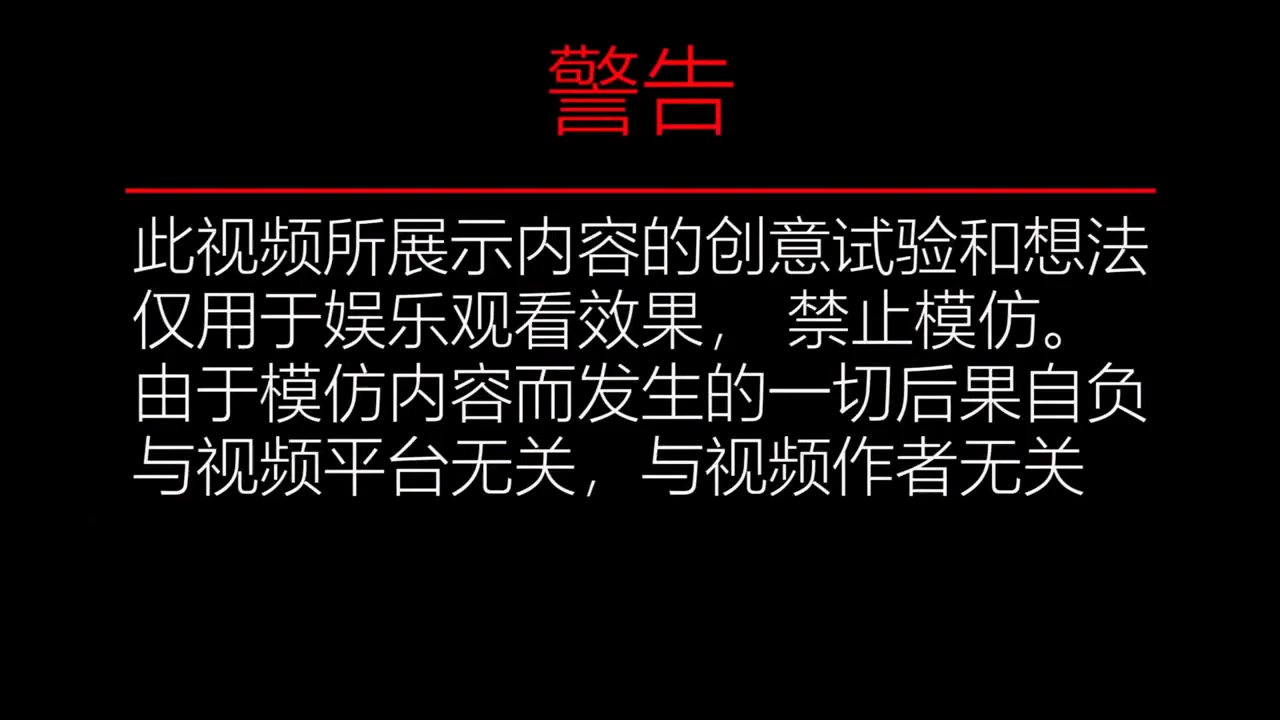 警告
此视频所展示内容的创意试验和想法
仅用于娱乐观看效果， 禁止模仿。
由于模仿内容而发生的一切后果自负
与视频平台无关，与视频作者无关